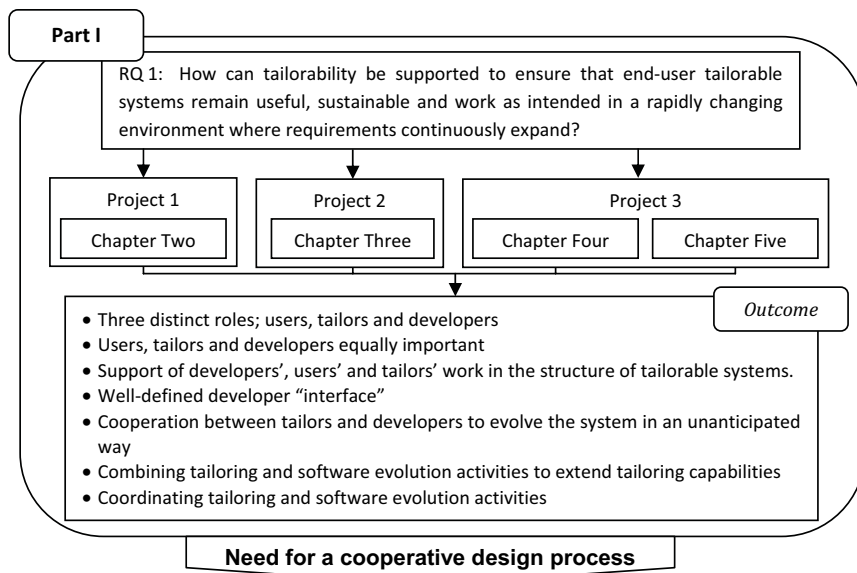 Part I
RQ 1: How can tailorability be supported to ensure that end-user tailorable
systems remain useful, sustainable and work as intended in a rapidly changing
environment where requirements continuously expand?
Project 1
Chapter Two
Project 2
Chapter Three
Project 3
Chapter Four
Chapter Five
Outcome
• Three distinct roles; users, tailors and developers
• Users, tailors and developers equally important
• Support of developers’, users’ and tailors’ work in the structure of tailorable systems.
• Well-defined developer “interface”
• Cooperation between tailors and developers to evolve the system in an unanticipated
way
• Combining tailoring and software evolution activities to extend tailoring capabilities
• Coordinating tailoring and software evolution activities
Need for a cooperative design process